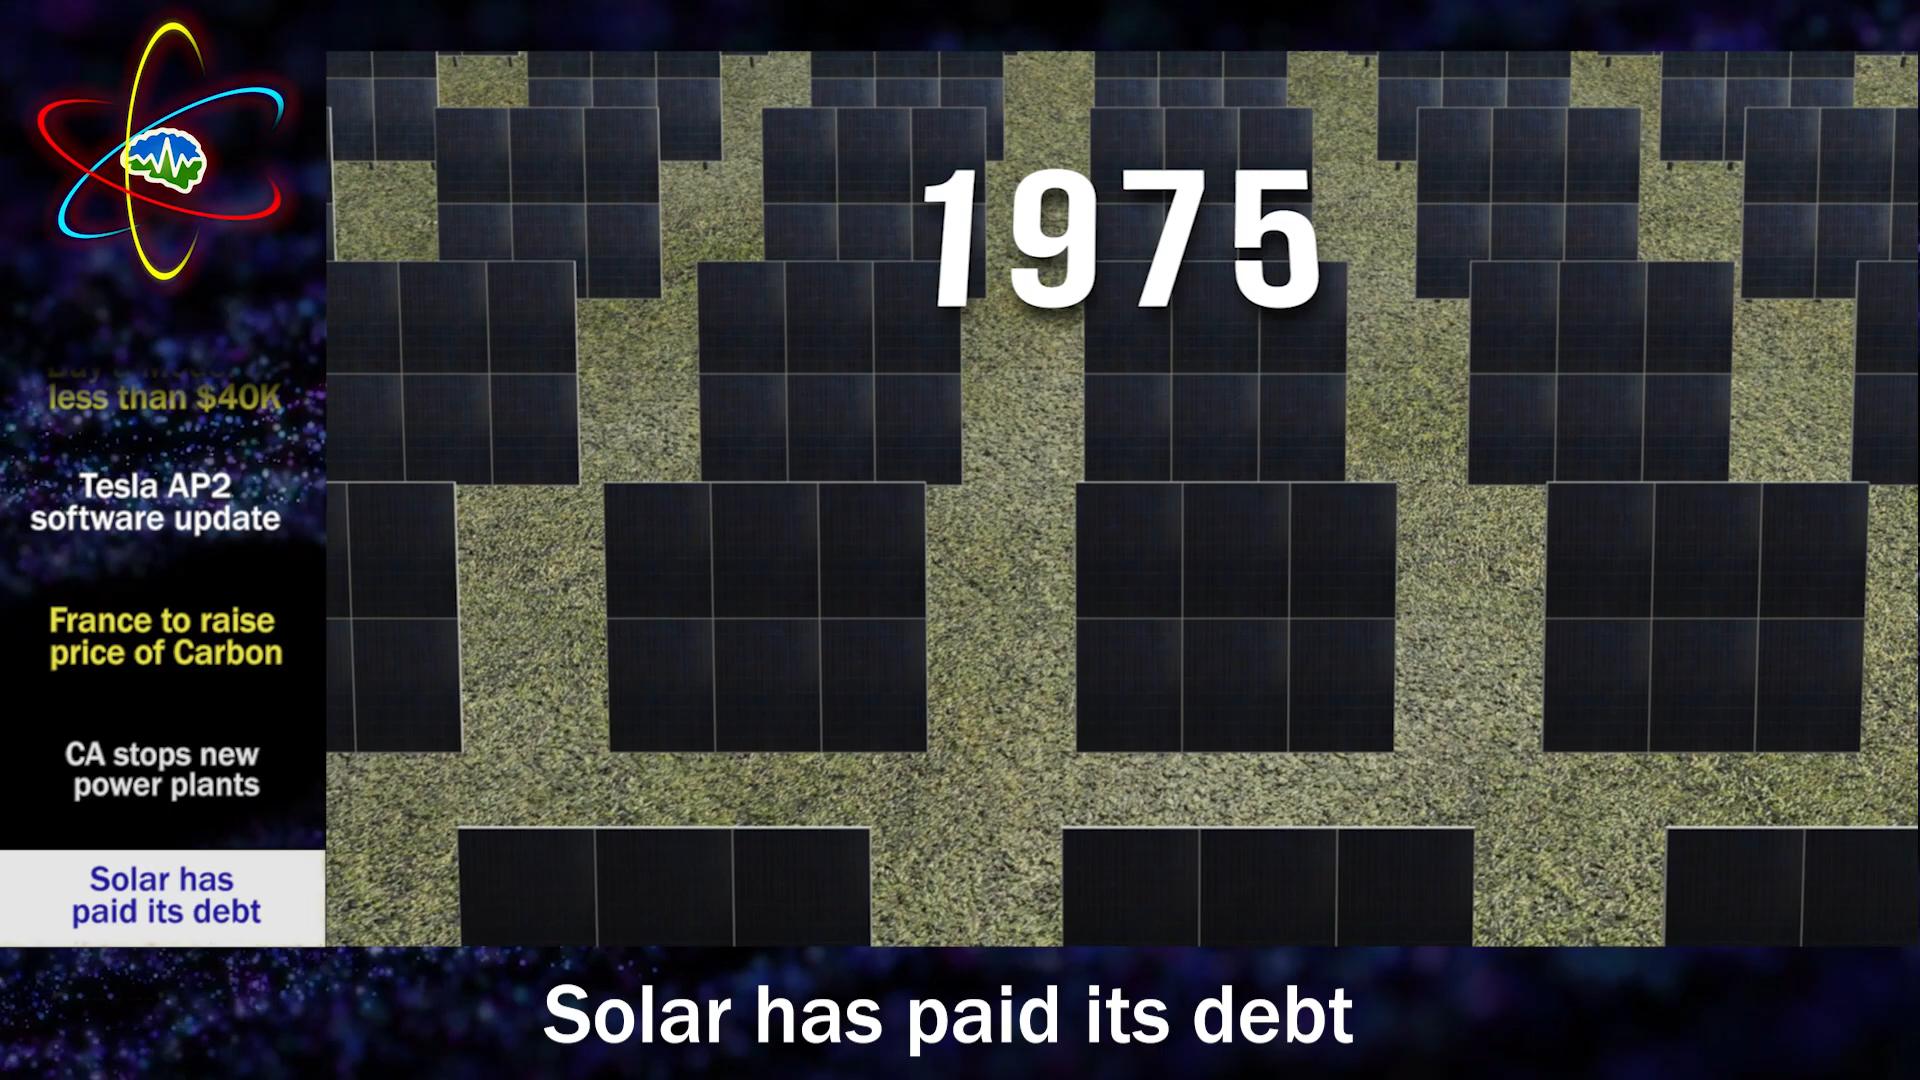 1975
less than $40K
Tesla AP2
software update
France to raise
price of Carbon
CA stops new
power plants
Solar has
paid its debt
Solar has paid its debt